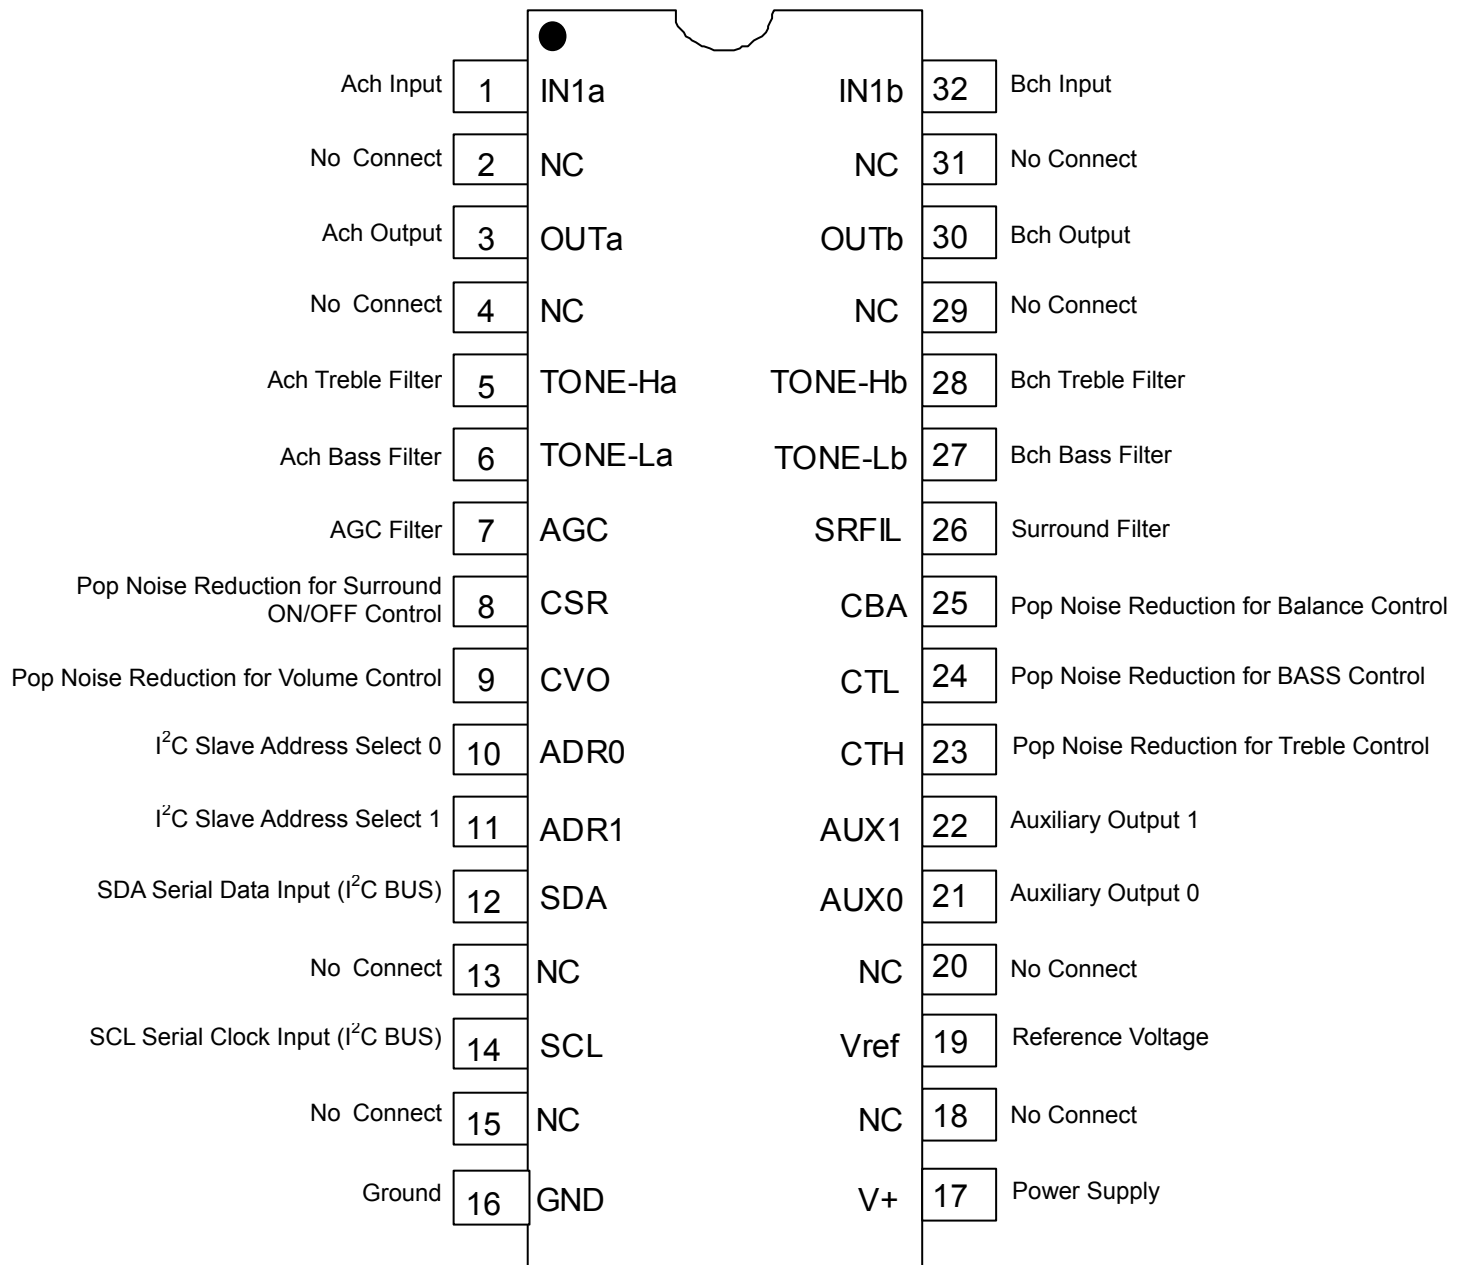 Ach Input 1 IN1a IN1b 32 Bch Input
No Connect 2 NC NC 31 No Connect
Ach Output 3 OUTa OUTb 30 Bch Output
No Connect 4 NC NC 29 No Connect
Ach Treble Filter 5 TONE-Ha TONE-Hb 28 Bch Treble Filter
Ach Bass Filter 6 TONE-La TONE-Lb 27 Bch Bass Filter
AGC Filter 7 AGC SRFIL 26 Surround Filter
Pop Noise Reduction for Surround
ON/OFF Control 8 CSR CBA 25 Pop Noise Reduction for Balance Control
Pop Noise Reduction for Volume Control 9 CVO CTL 24 Pop Noise Reduction for BASS Control
I²C Slave Address Select 0 10 ADR0 CTH 23 Pop Noise Reduction for Treble Control
I²C Slave Address Select 1 11 ADR1 AUX1 22 Auxiliary Output 1
SDA Serial Data Input (I²C BUS) 12 SDA AUX0 21 Auxiliary Output 0
No Connect 13 NC NC 20 No Connect
SCL Serial Clock Input (I²C BUS) 14 SCL Vref 19 Reference Voltage
No Connect 15 NC NC 18 No Connect
Ground 16 GND V+ 17 Power Supply